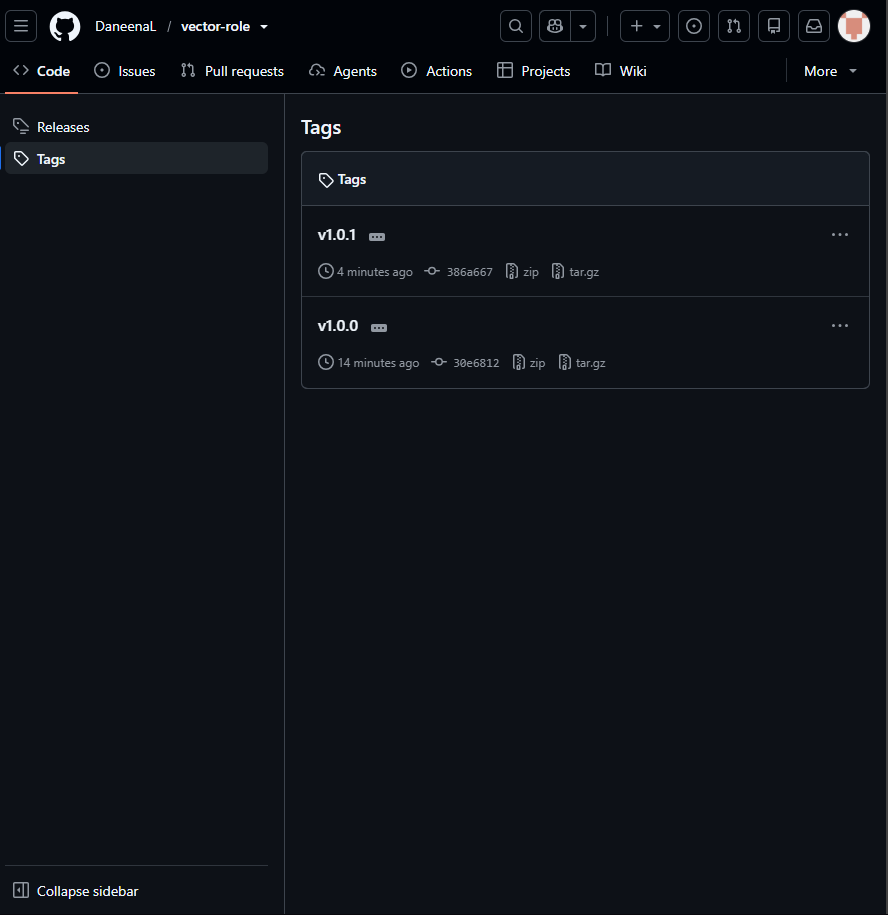 DaneenaL / vector-role
Code Issues Pull requests Agents Actions Projects Wiki More
Releases
Tags
Tags
Tags
v1.0.1
4 minutes ago 386a667 zip tar.gz
v1.0.0
14 minutes ago 30e6812 zip tar.gz
Collapse sidebar